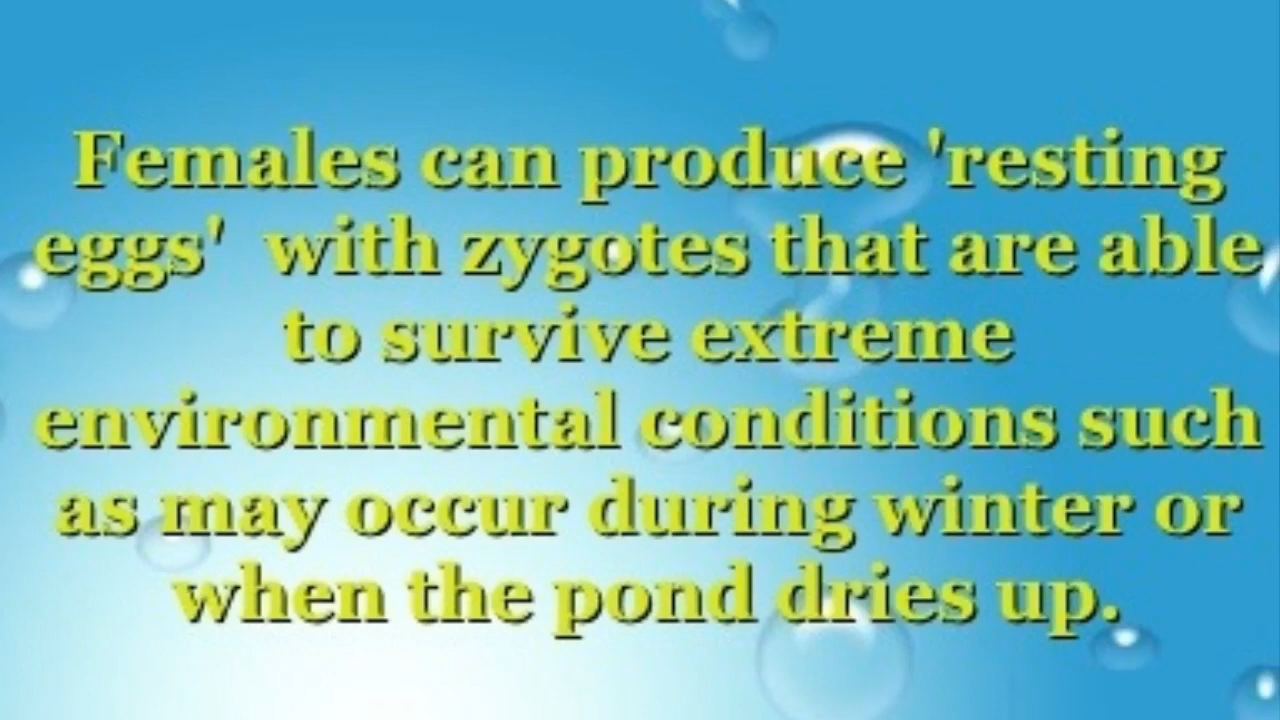 Females can produce 'resting
eggs'  with zygotes that are able
to survive extreme
environmental conditions such
as may occur during winter or
when the pond dries up.